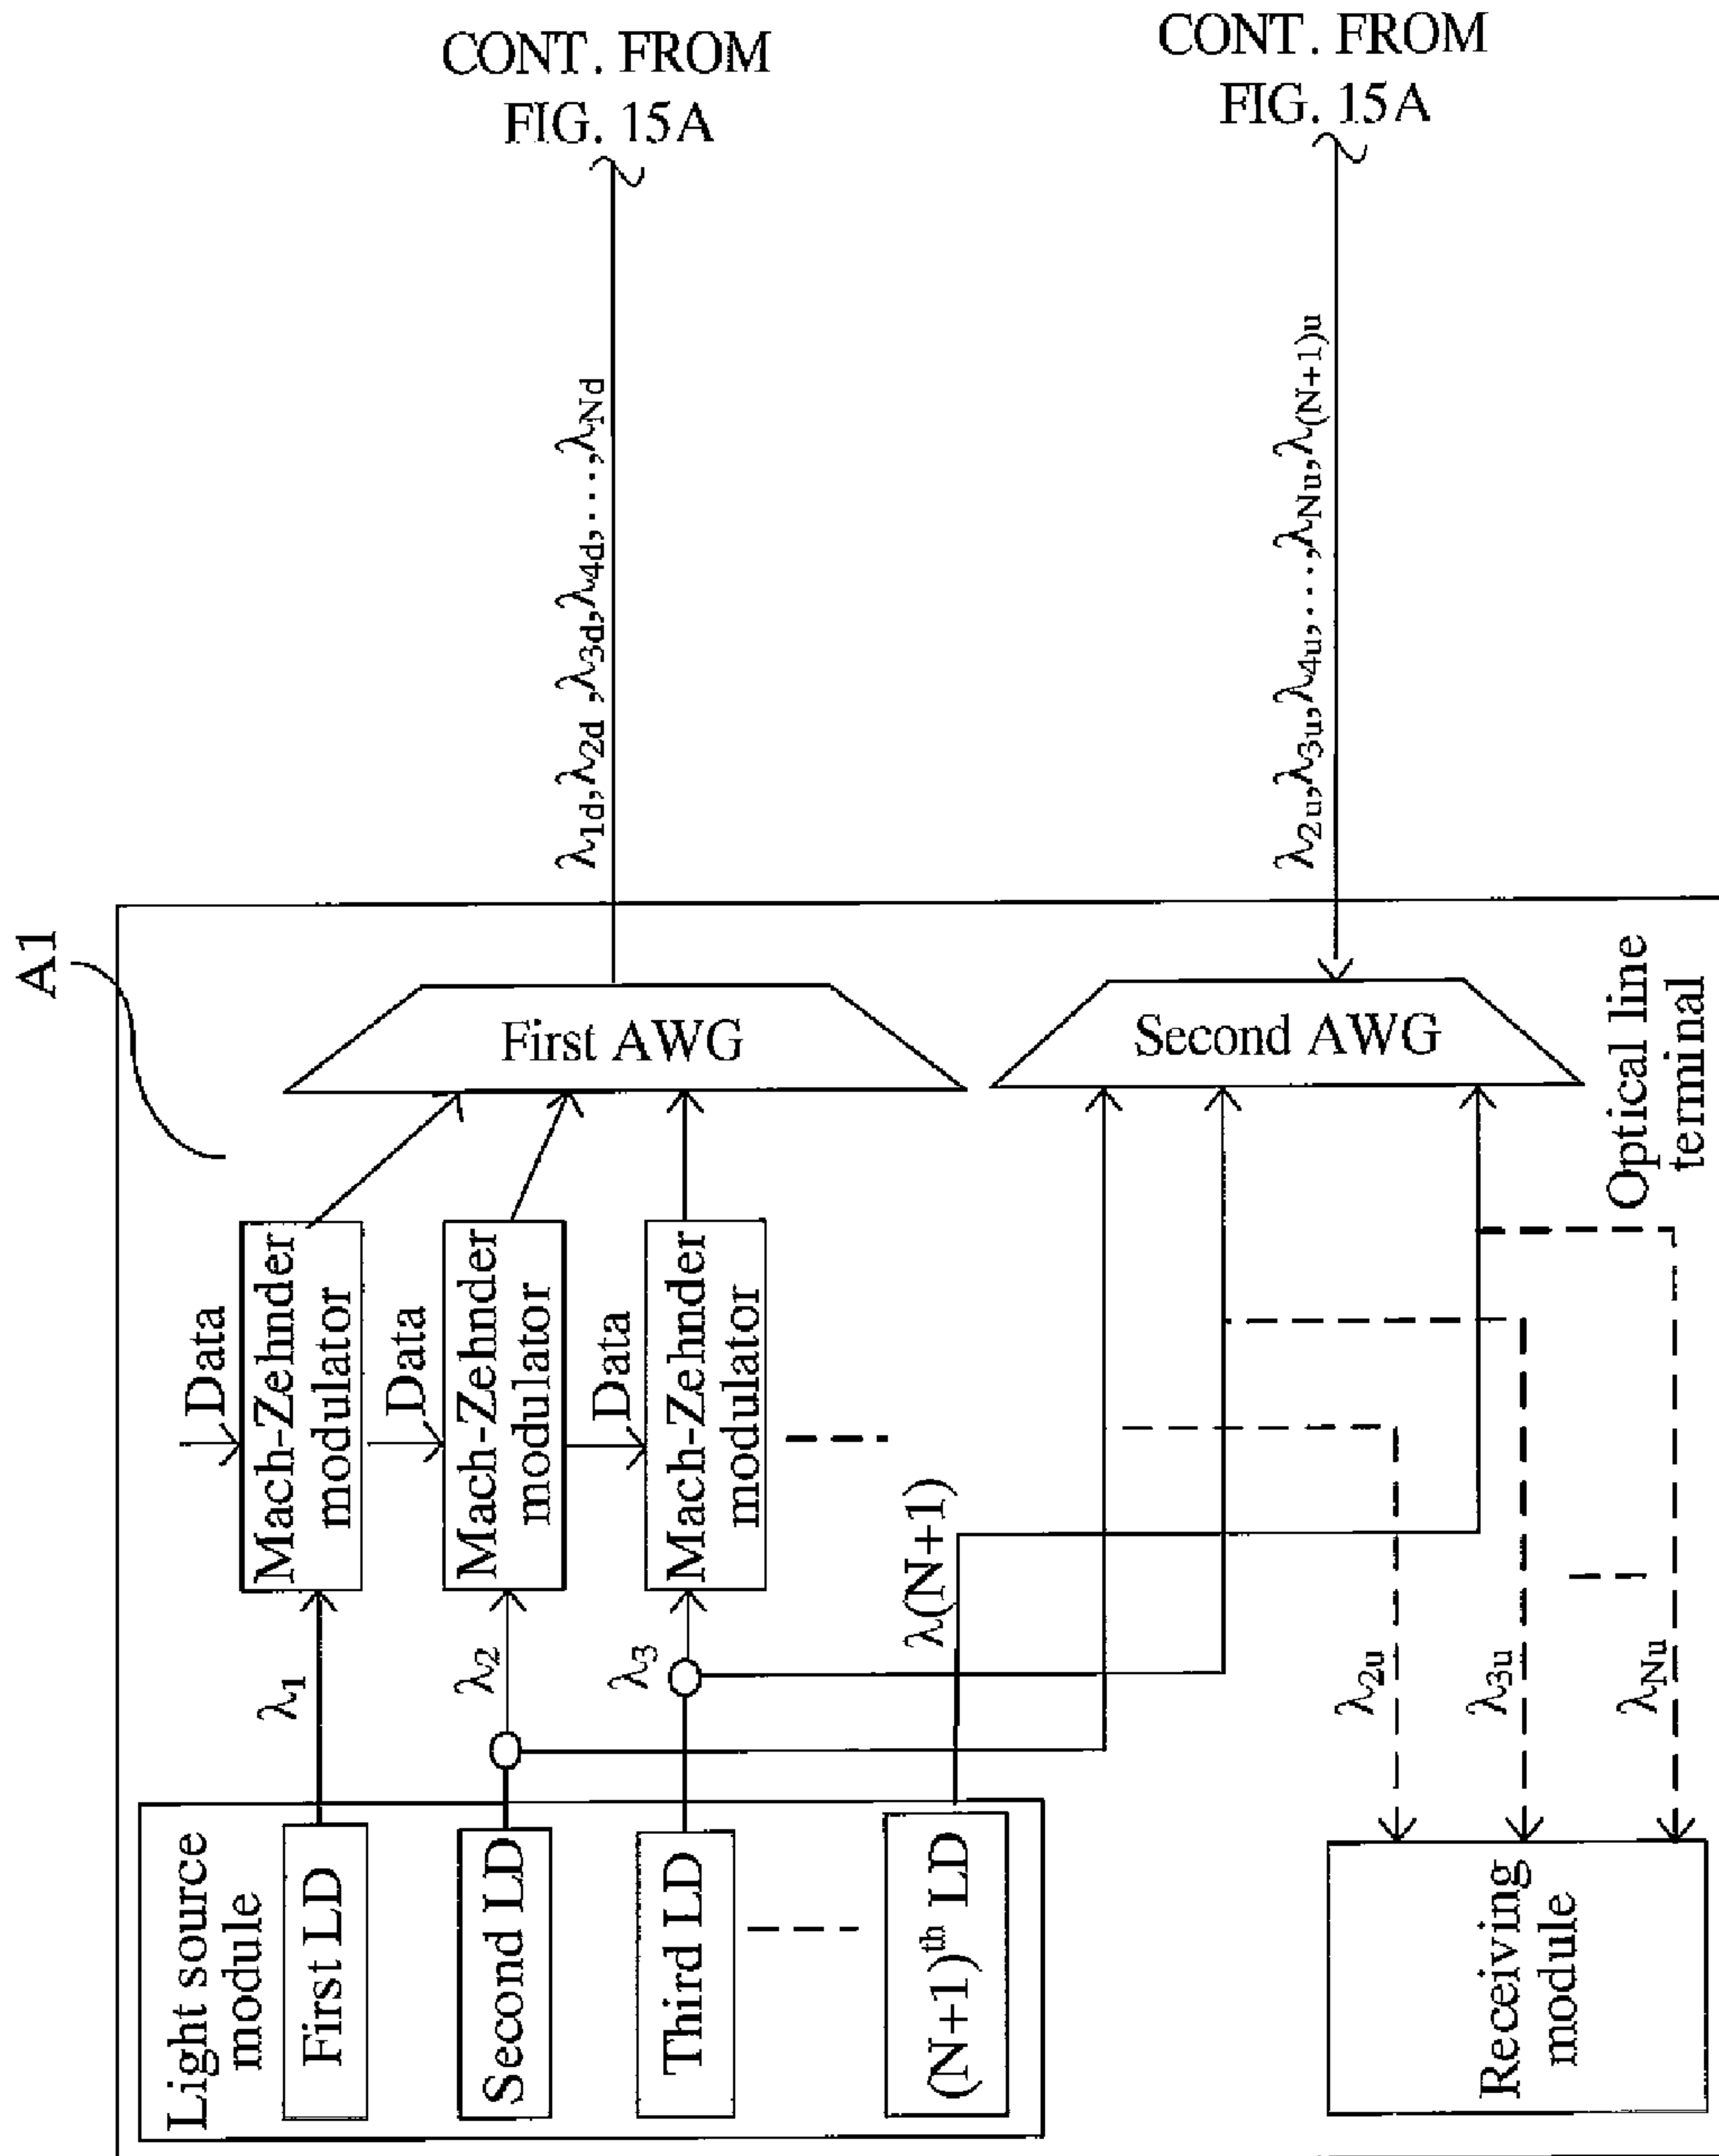 CONT. FROM
FIG. 15A
CONT. FROM
FIG. 15A
A1
λ1d,λ2d ,λ3d,λ4d,...,λNd
λ2u,λ3u,λ4u,...,λNu,λ(N+1)u
First AWG
Second AWG
Optical line
terminal
Data
Mach-Zehnder
modulator
Data
Mach-Zehnder
modulator
Data
Mach-Zehnder
modulator
λ1
λ2
λ3
λ(N+1)
λ2u
λ3u
λNu
Light source
module
First LD
Second LD
Third LD
(N+1)th LD
Receiving
module